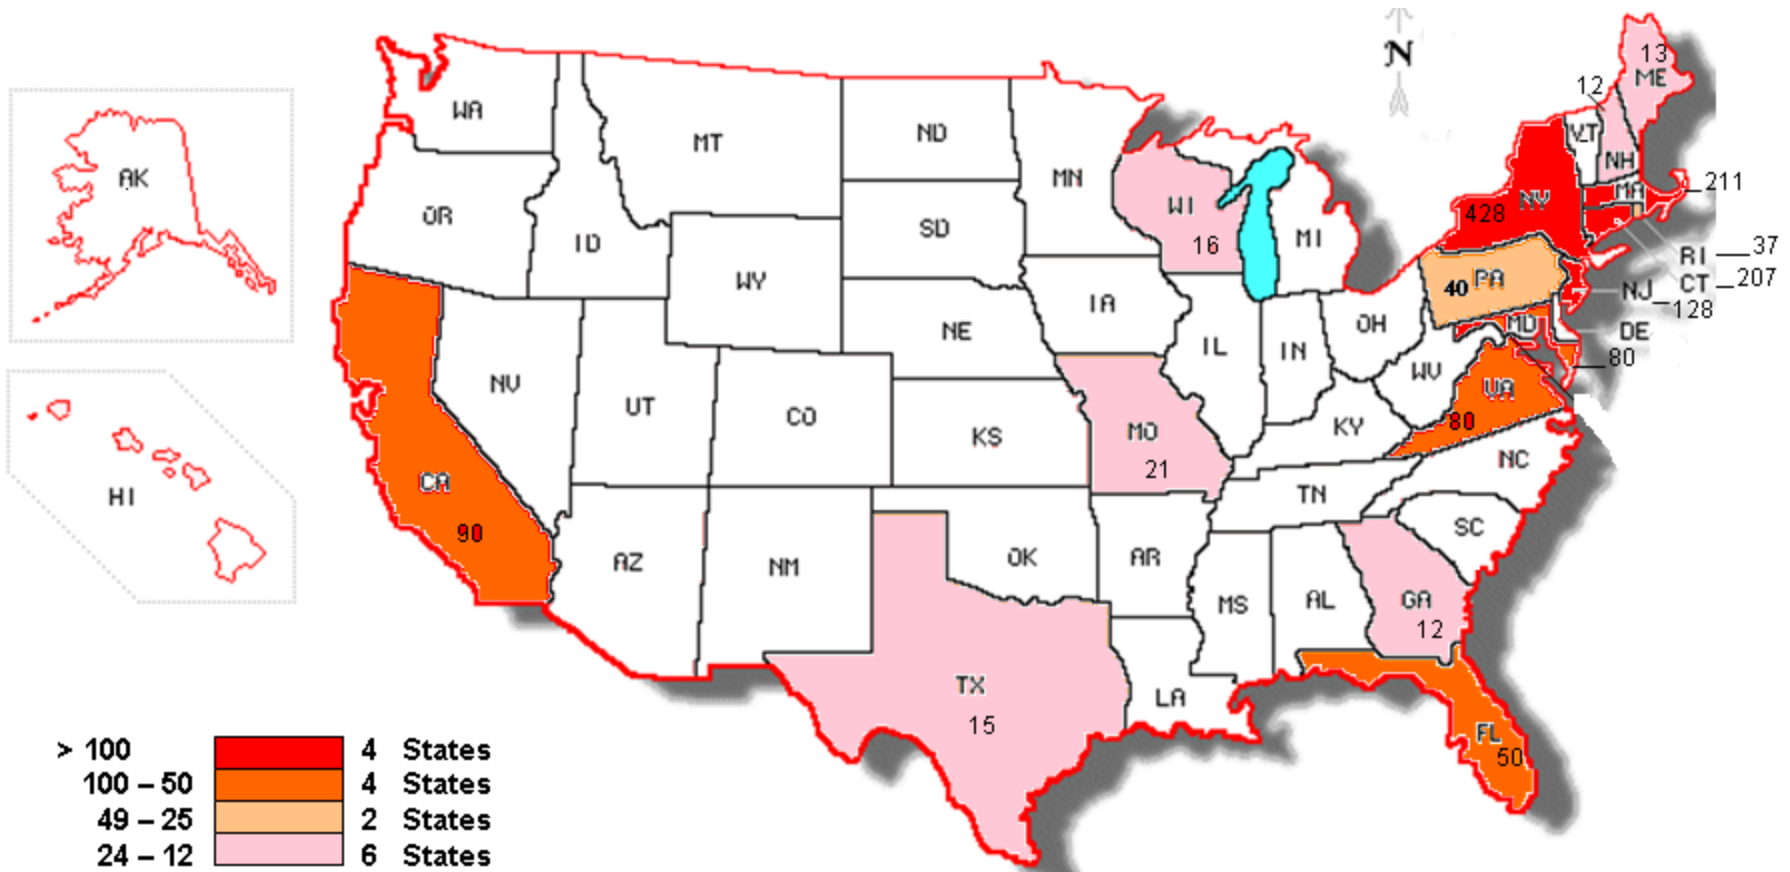 N
13
ME
12
VT
NH
WA
MT
ND
MN
AK
OR
ID
SD
WI
16
MI
NY
428
MA
211
RI
37
CT
207
NJ
128
WY
IA
PA
40
NE
OH
MD
DE
80
NV
UT
CO
KS
IL
IN
WV
VA
80
MO
21
KY
NC
HI
CA
90
TN
SC
AZ
NM
OK
AR
MS
AL
GA
12
TX
15
LA
FL
50
> 100 4 States
100 – 50 4 States
49 – 25 2 States
24 – 12 6 States